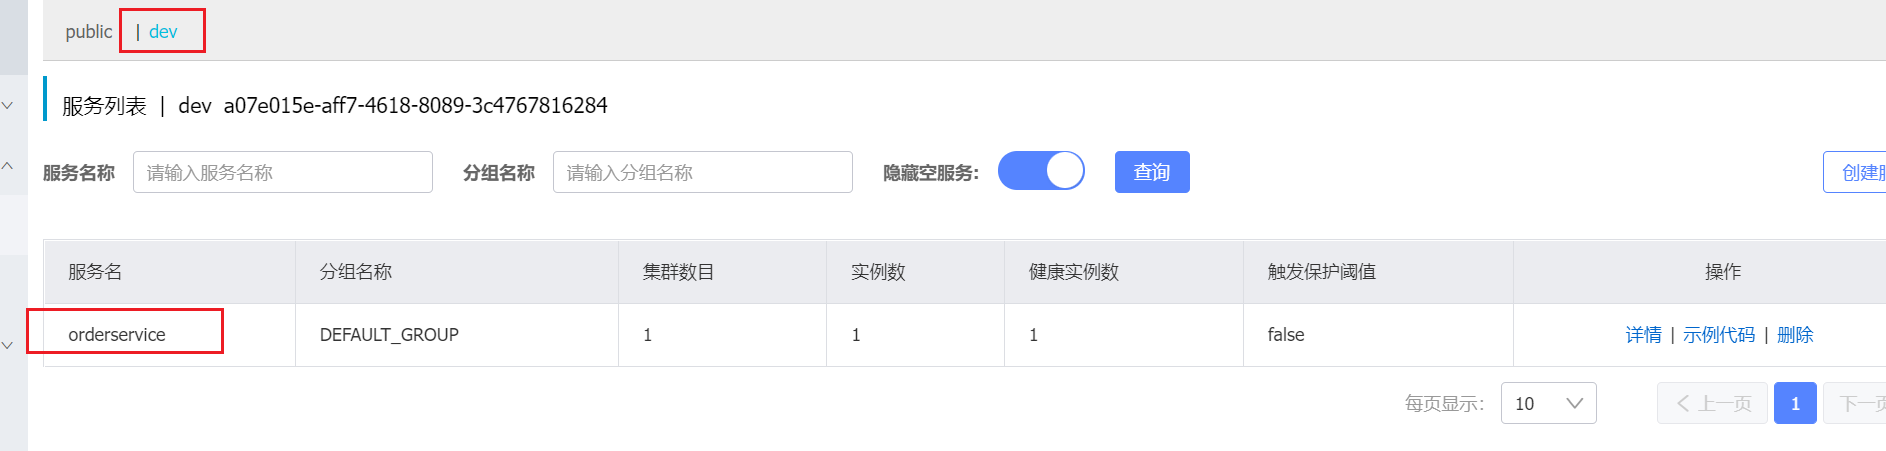 public | dev
服务列表 | dev a07e015e-aff7-4618-8089-3c4767816284
服务名称 请输入服务名称 分组名称 请输入分组名称 隐藏空服务: 查询 创建
服务名 分组名称 集群数目 实例数 健康实例数 触发保护阈值 操作
orderservice DEFAULT_GROUP 1 1 1 false 详情 | 示例代码 | 删除
每页显示: 10 上一页 1 下一